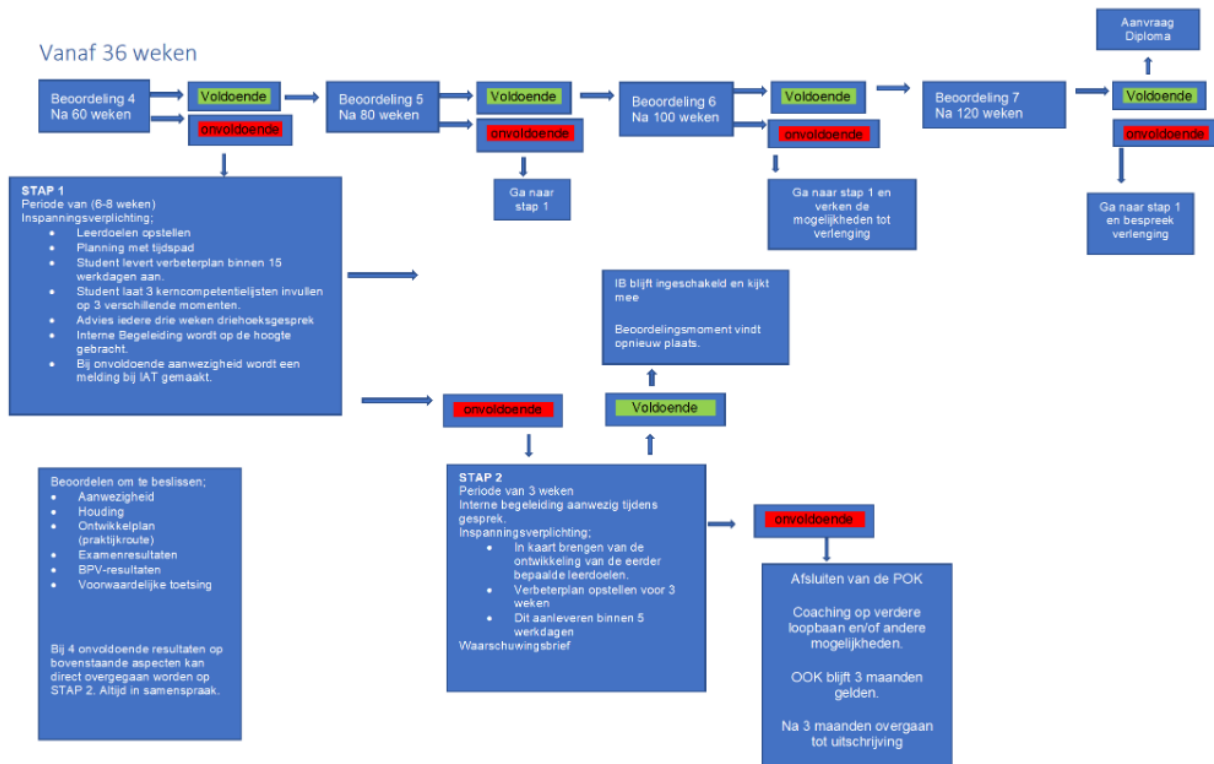 Vanaf 36 weken
Aanvraag
Diploma
Beoordeling 4
Na 60 weken
Voldoende
onvoldoende
Beoordeling 5
Na 80 weken
Voldoende
onvoldoende
Beoordeling 6
Na 100 weken
Voldoende
onvoldoende
Beoordeling 7
Na 120 weken
Voldoende
onvoldoende
STAP 1
Periode van (6-8 weken)
Inspanningsverplichting;
• Leerdoelen opstellen
• Planning met tijdspad
• Student levert verbeterplan binnen 15
werkdagen aan.
• Student laat 3 kerncompetentielijsten invullen
op 3 verschillende momenten.
• Advies iedere drie weken driehoeksgesprek
• Interne Begeleiding wordt op de hoogte
gebracht.
• Bij onvoldoende aanwezigheid wordt een
melding bij IAT gemaakt.
Ga naar
stap 1
Ga naar stap 1 en
verken de
mogelijkheden tot
verlenging
Ga naar stap 1
en bespreek
verlenging
IB blijft ingeschakeld en kijkt
mee
Beoordelingsmoment vindt
opnieuw plaats.
onvoldoende
Voldoende
Beoordelen om te beslissen;
• Aanwezigheid
• Houding
• Ontwikkelplan
(praktijkroute)
• Examenresultaten
• BPV-resultaten
• Voorwaardelijke toetsing
Bij 4 onvoldoende resultaten op
bovenstaande aspecten kan
direct overgegaan worden op
STAP 2. Altijd in samenspraak.
STAP 2
Periode van 3 weken
Interne begeleiding aanwezig tijdens
gesprek.
Inspanningsverplichting;
• In kaart brengen van de
ontwikkeling van de eerder
bepaalde leerdoelen.
• Verbeterplan opstellen voor 3
weken
• Dit aanleveren binnen 5
werkdagen
Waarschuwingsbrief
onvoldoende
Afsluiten van de POK
Coaching op verdere
loopbaan en/of andere
mogelijkheden.
OOK blijft 3 maanden
gelden.
Na 3 maanden overgaan
tot uitschrijving